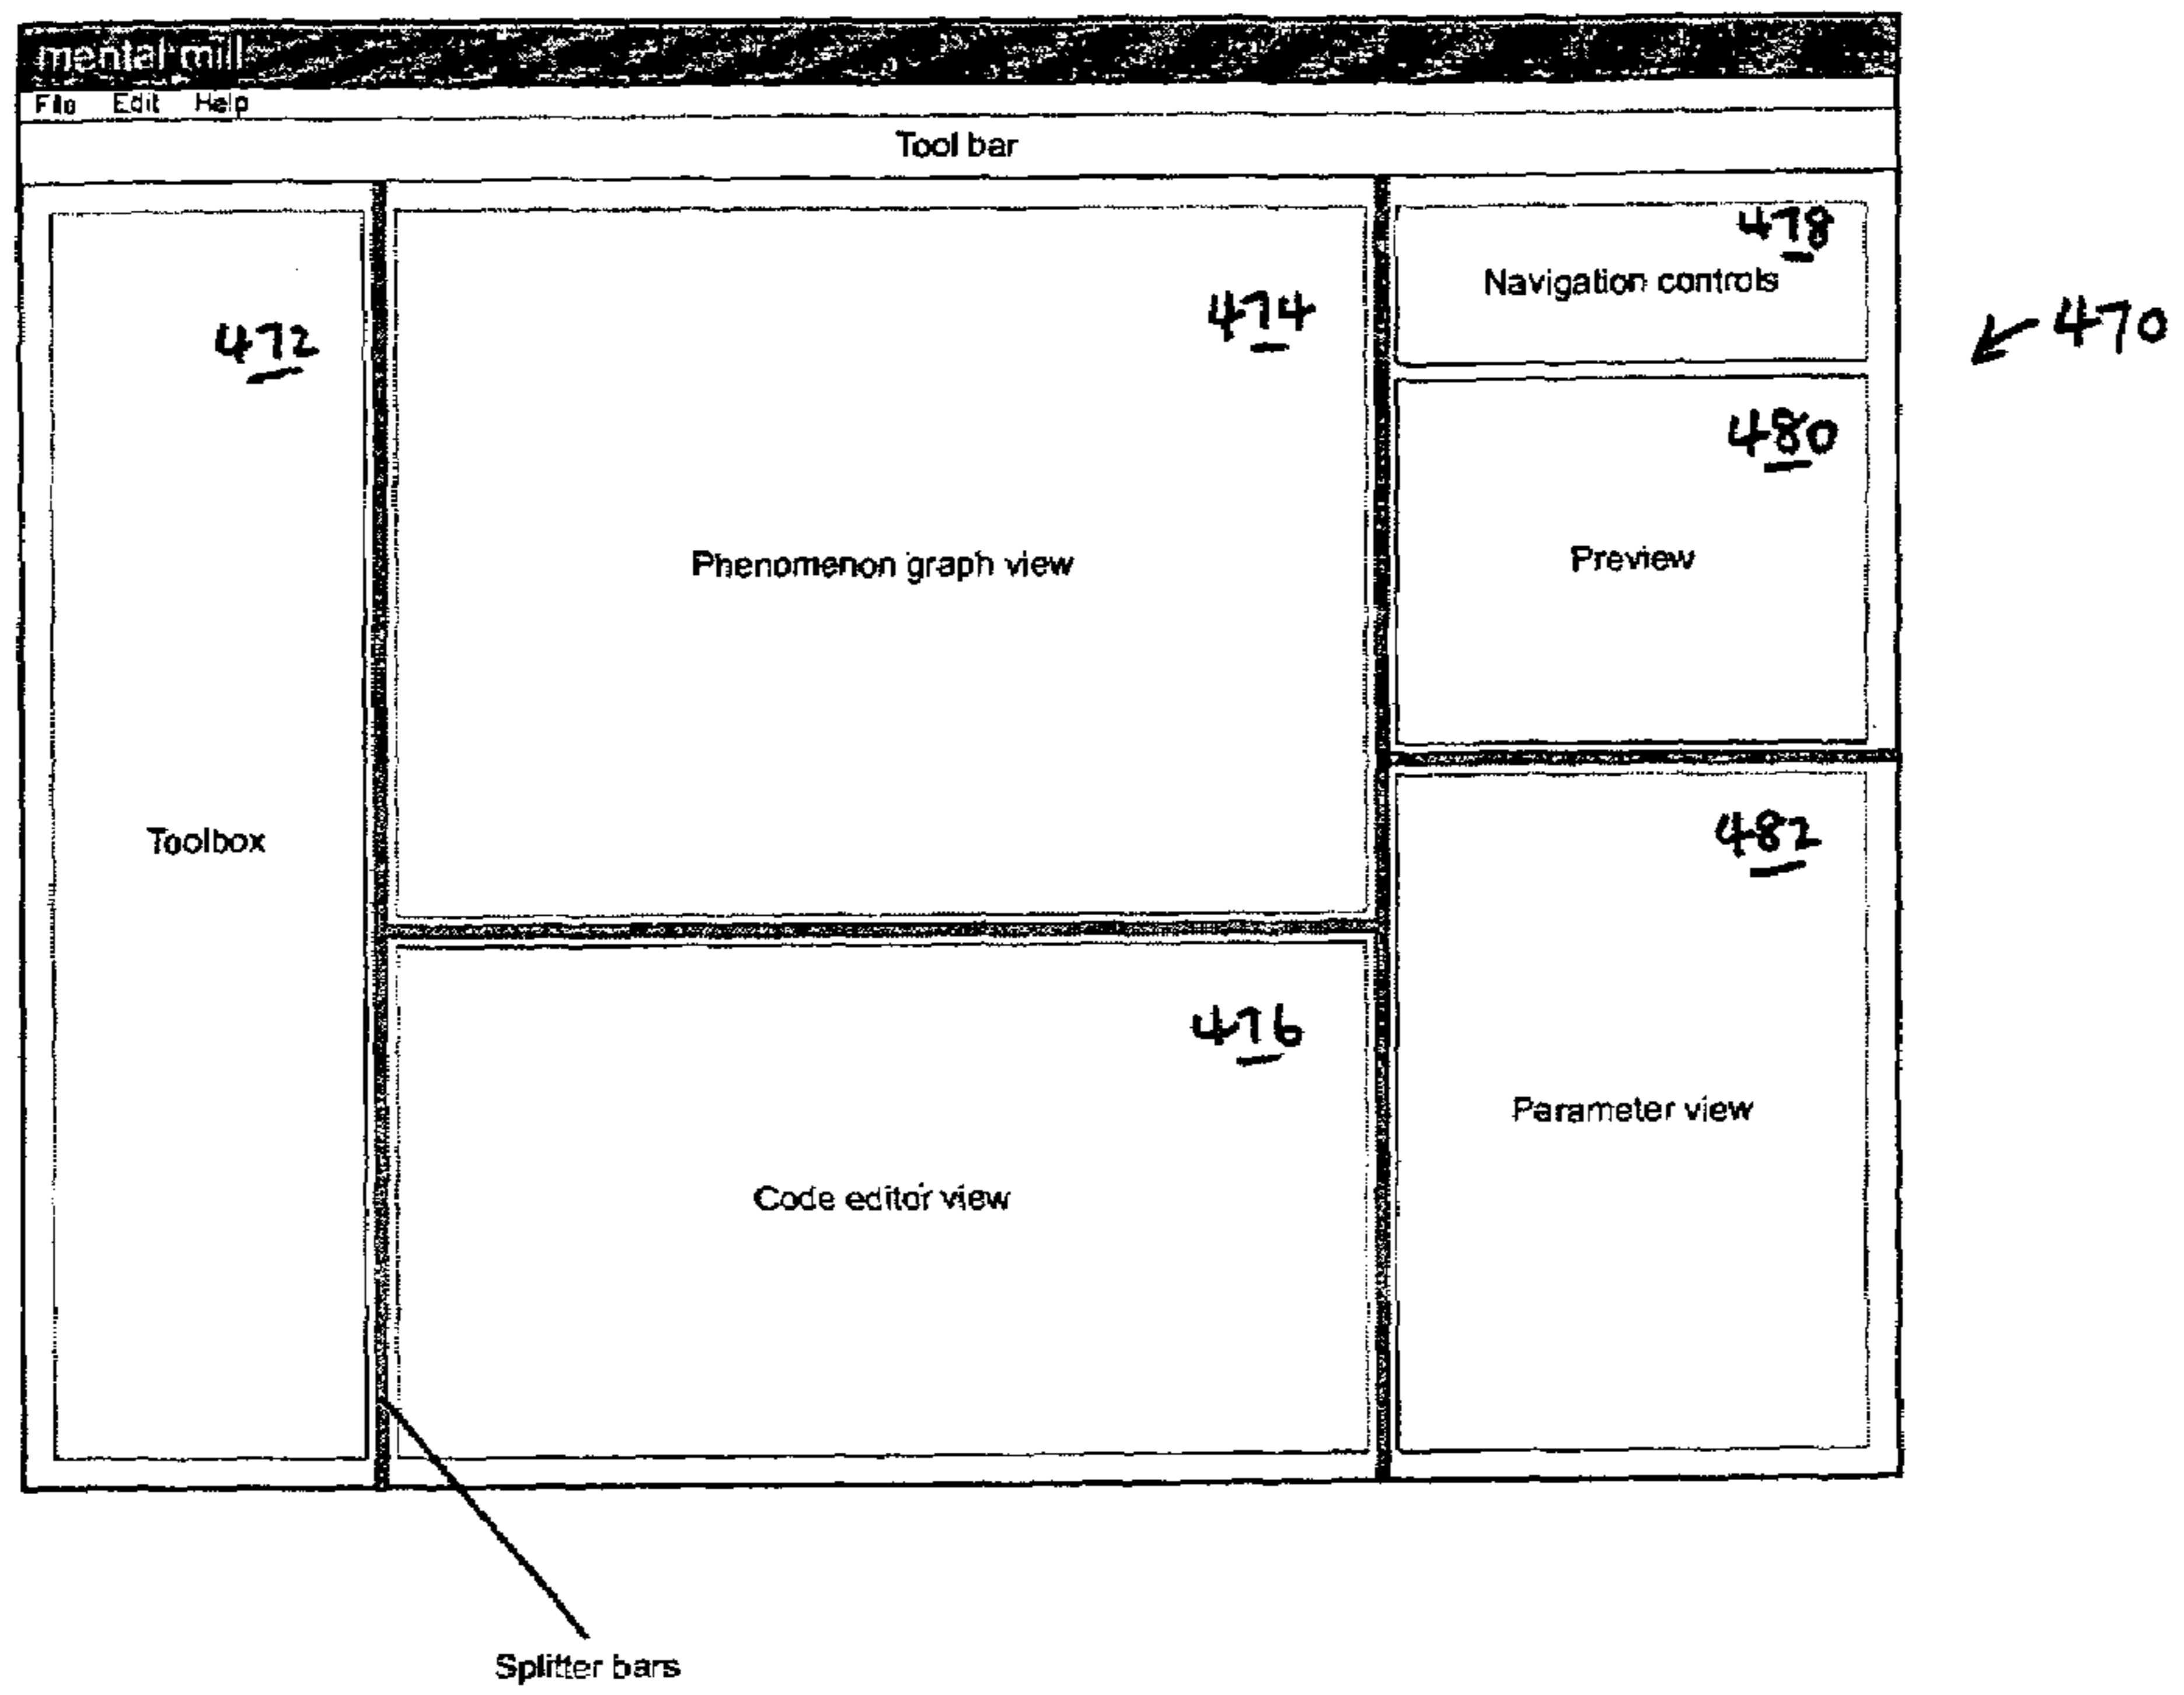 mental mill
File Edit Help
Tool bar
478
Navigation controls
470
474
472
480
Phenomenon graph view
Preview
482
Toolbox
476
Parameter view
Code editor view
Splitter bars